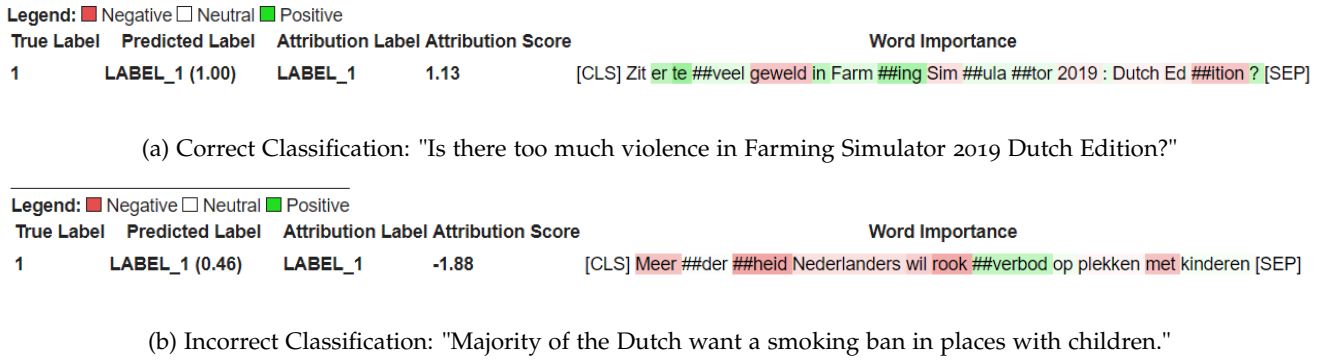 Legend: Negative Neutral Positive
True Label Predicted Label Attribution Label Attribution Score Word Importance
1 LABEL_1 (1.00) LABEL_1 1.13 [CLS] Zit er te ##veel geweld in Farm ##ing Sim ##ula ##tor 2019 : Dutch Ed ##ition ? [SEP]
(a) Correct Classification: "Is there too much violence in Farming Simulator 2019 Dutch Edition?"
Legend: Negative Neutral Positive
True Label Predicted Label Attribution Label Attribution Score Word Importance
1 LABEL_1 (0.46) LABEL_1 -1.88 [CLS] Meer ##der ##heid Nederlanders wil rook ##verbod op plekken met kinderen [SEP]
(b) Incorrect Classification: "Majority of the Dutch want a smoking ban in places with children."